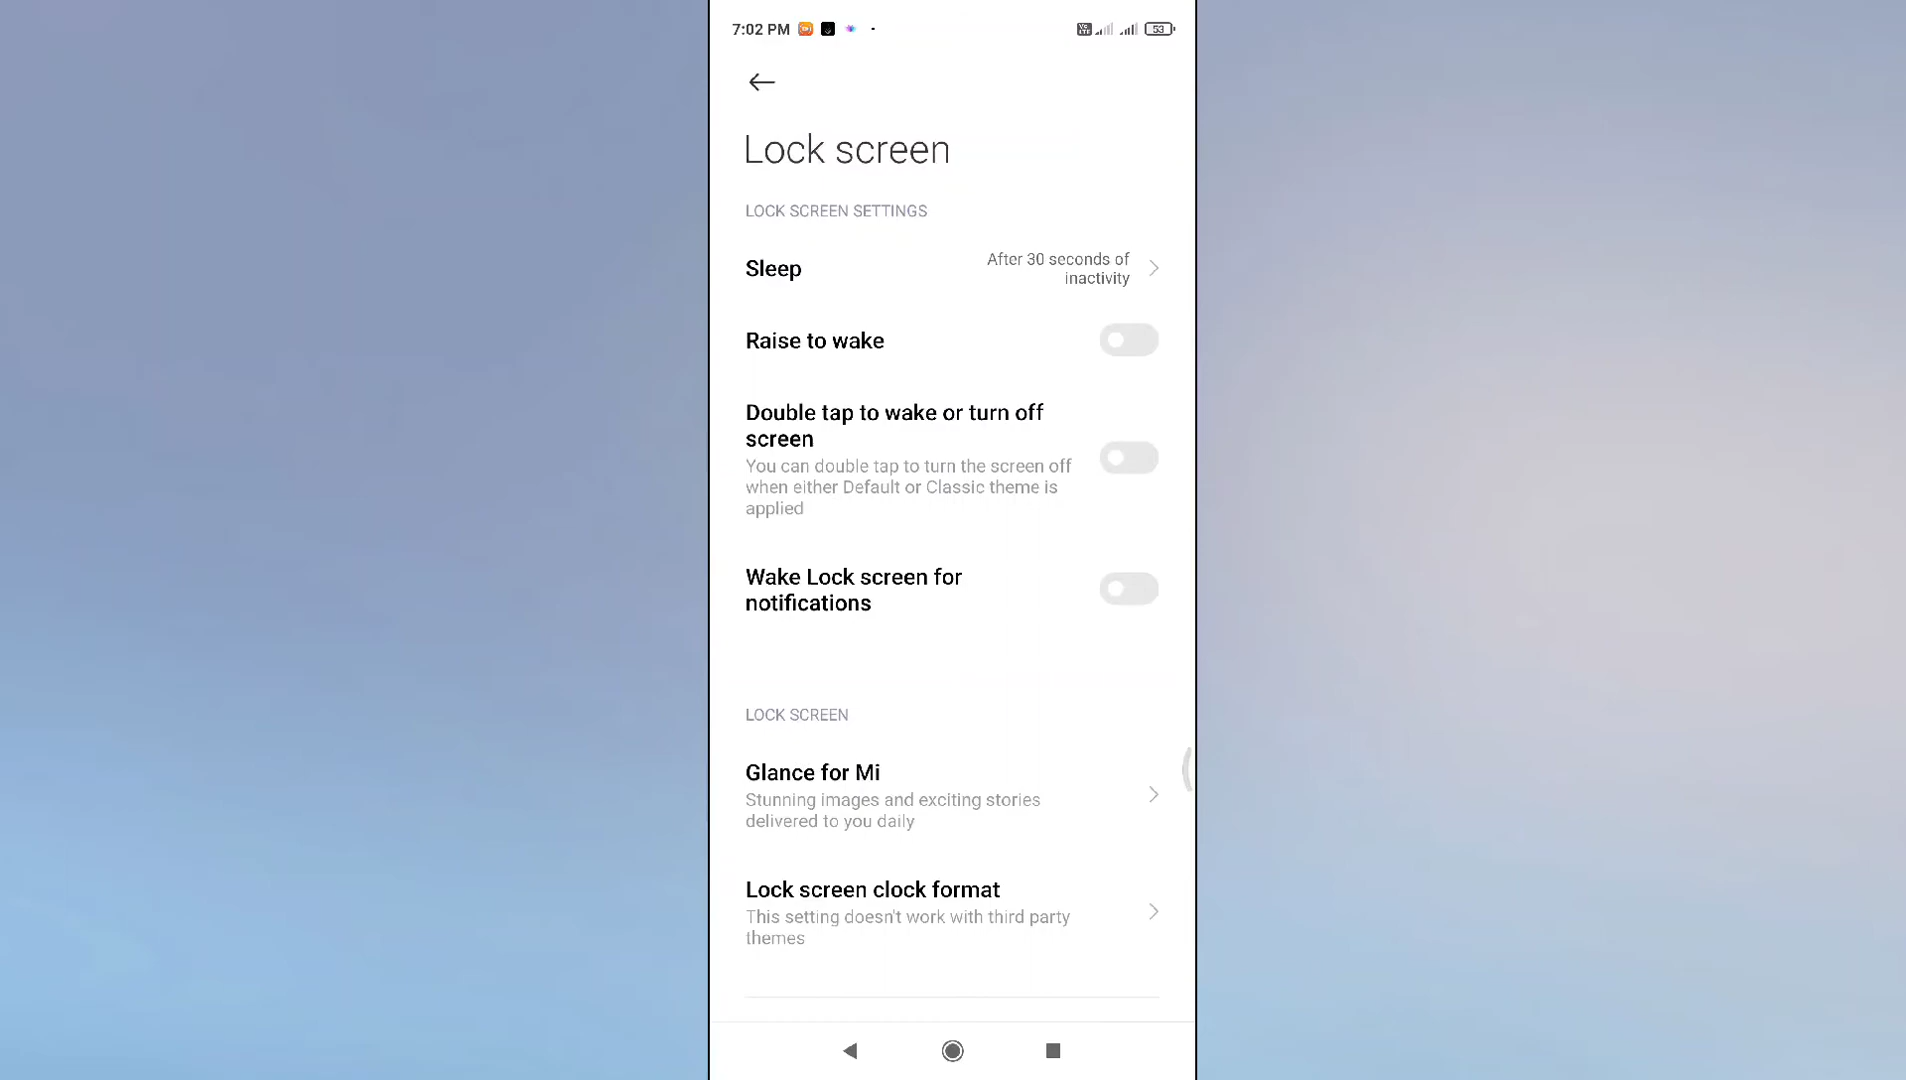 7:02 PM
Vo
LTE
53
Lock screen
LOCK SCREEN SETTINGS
Sleep
After 30 seconds of
inactivity
Raise to wake
Double tap to wake or turn off
screen
You can double tap to turn the screen off
when either Default or Classic theme is
applied
Wake Lock screen for
notifications
LOCK SCREEN
Glance for Mi
Stunning images and exciting stories
delivered to you daily
Lock screen clock format
This setting doesn't work with third party
themes